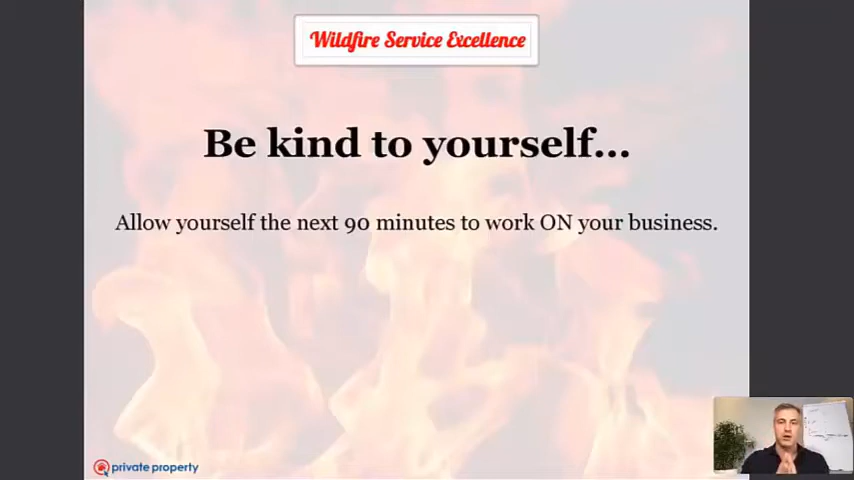 Wildfire Service Excellence
Be kind to yourself...
Allow yourself the next 90 minutes to work ON your business.
private property